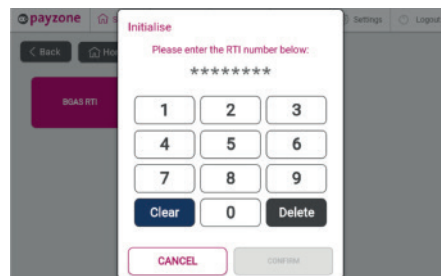 payzone
Settings
Logout
Initialise
Back
Please enter the RTI number below:
********
BGAS RTI
1 2 3
4 5 6
7 8 9
Clear 0 Delete
CANCEL CONFIRM